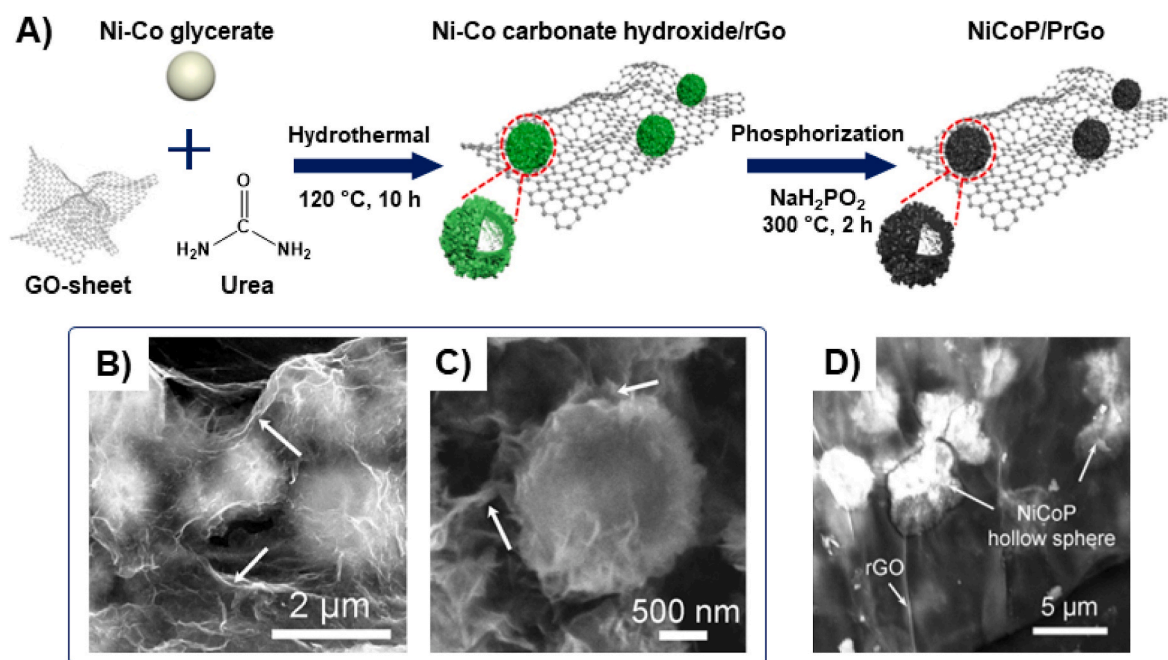 A)
Ni-Co glycerate
Ni-Co carbonate hydroxide/rGo
NiCoP/PrGo
Hydrothermal
120 °C, 10 h
Phosphorization
NaH₂PO₂
300 °C, 2 h
O
C
H₂N
NH₂
GO-sheet
Urea
B)
2 µm
C)
500 nm
D)
NiCoP
hollow sphere
rGO
5 µm